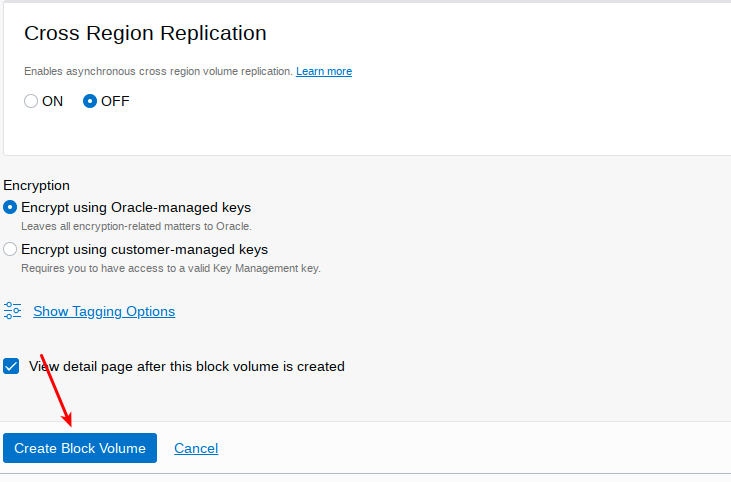 Cross Region Replication
Enables asynchronous cross region volume replication. Learn more
ON OFF
Encryption
Encrypt using Oracle-managed keys
Leaves all encryption-related matters to Oracle.
Encrypt using customer-managed keys
Requires you to have access to a valid Key Management key.
Show Tagging Options
View detail page after this block volume is created
Create Block Volume Cancel